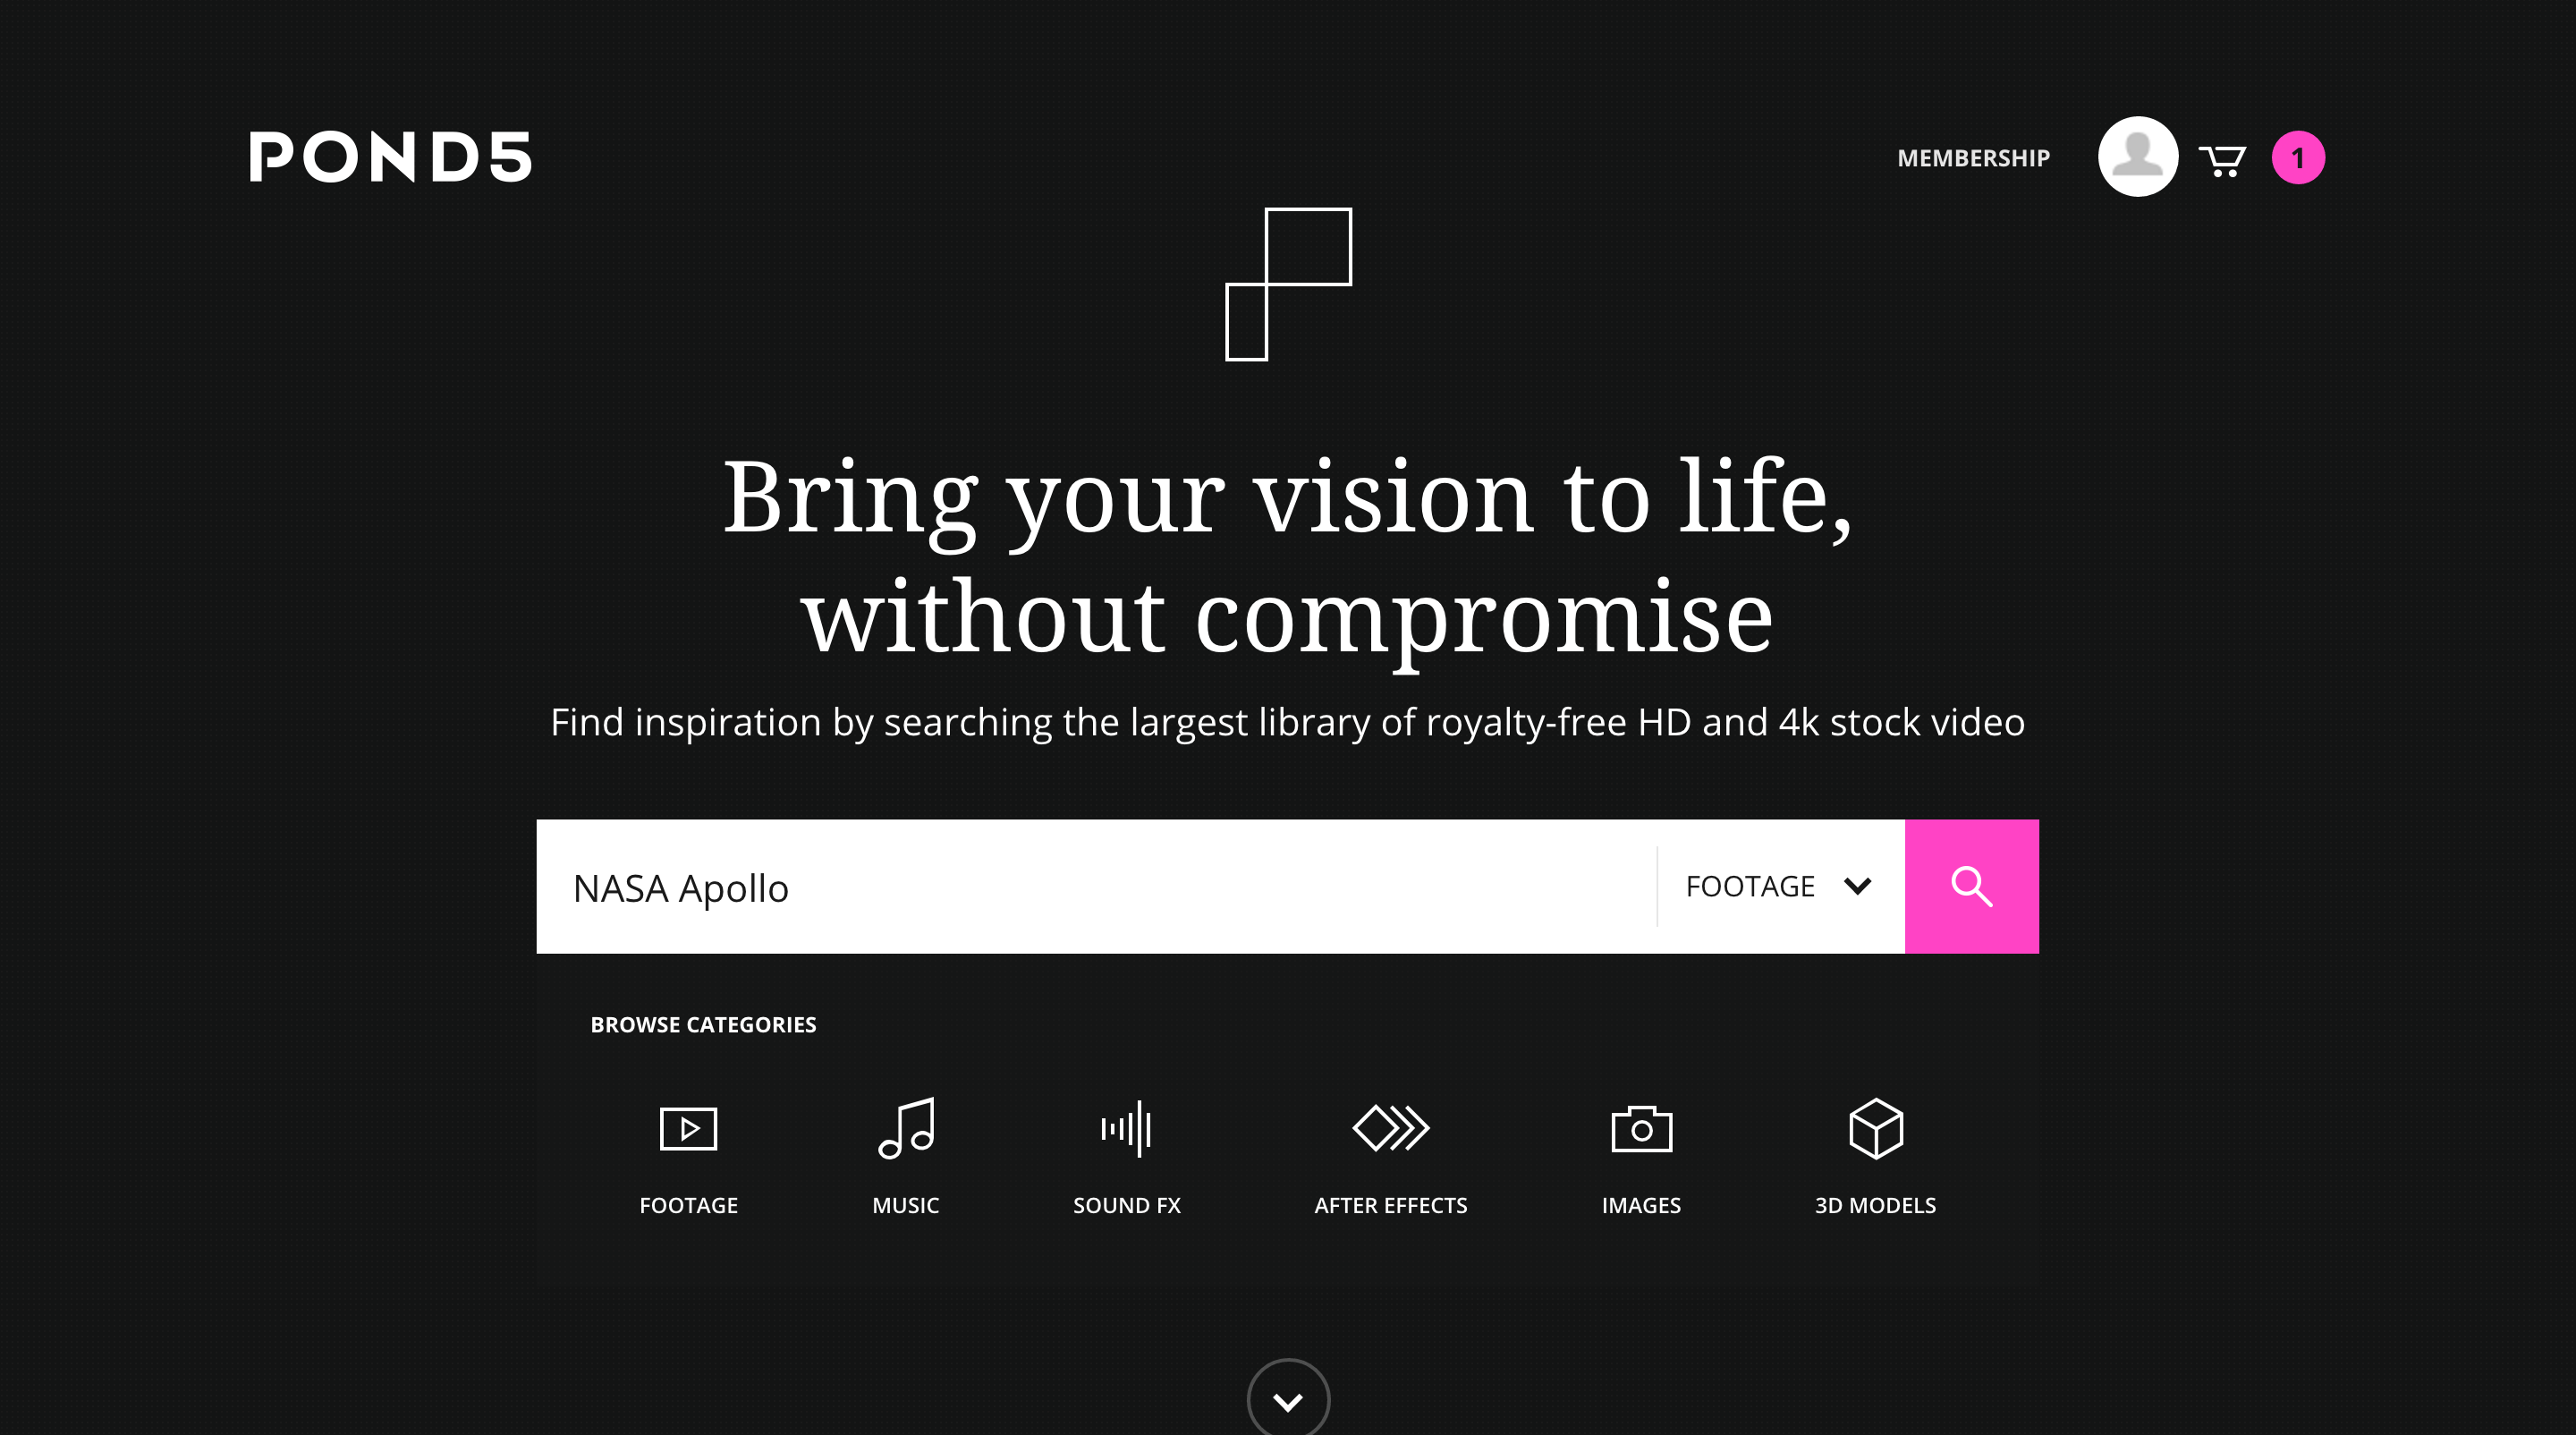 POND5
MEMBERSHIP
1
Bring your vision to life,
without compromise
Find inspiration by searching the largest library of royalty-free HD and 4k stock video
NASA Apollo
FOOTAGE
BROWSE CATEGORIES
FOOTAGE
MUSIC
SOUND FX
AFTER EFFECTS
IMAGES
3D MODELS